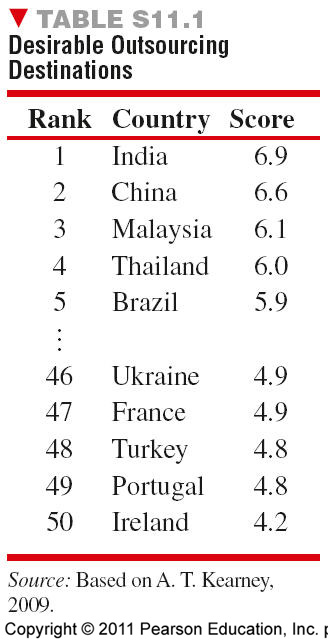 ▼ TABLE S11.1
Desirable Outsourcing
Destinations
Rank Country Score
1 India 6.9
2 China 6.6
3 Malaysia 6.1
4 Thailand 6.0
5 Brazil 5.9
⋮
46 Ukraine 4.9
47 France 4.9
48 Turkey 4.8
49 Portugal 4.8
50 Ireland 4.2
Source: Based on A. T. Kearney,
2009.
Copyright © 2011 Pearson Education, Inc.